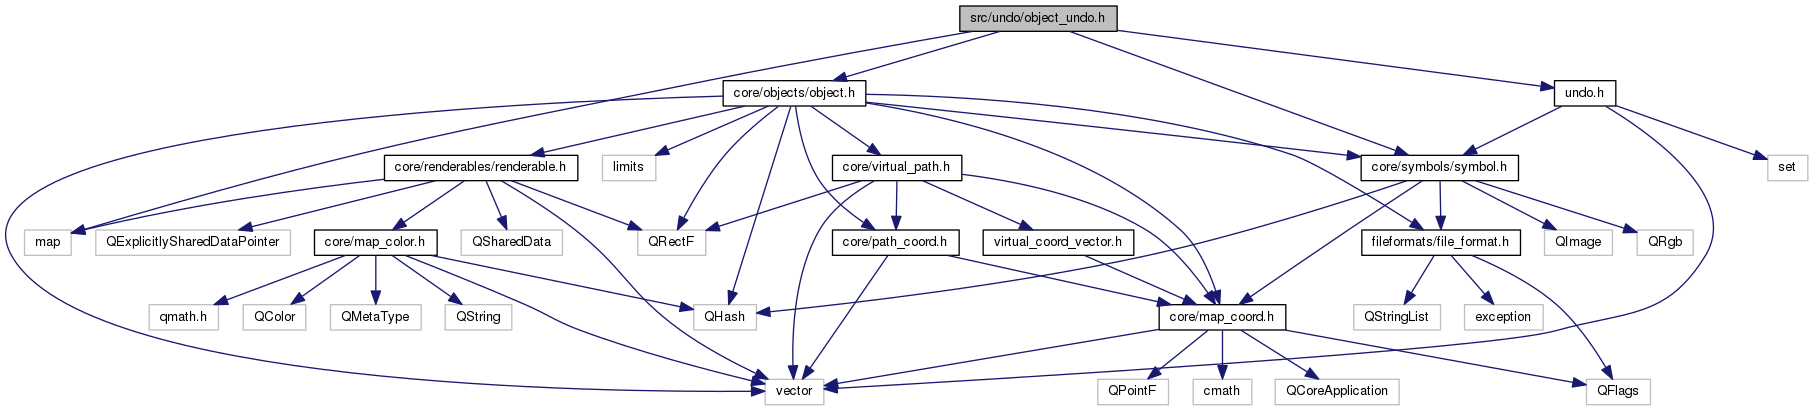 src/undo/object_undo.h
core/objects/object.h
undo.h
core/renderables/renderable.h
limits
core/virtual_path.h
core/symbols/symbol.h
set
map
QExplicitlySharedDataPointer
core/map_color.h
QSharedData
QRectF
core/path_coord.h
virtual_coord_vector.h
fileformats/file_format.h
QImage
QRgb
qmath.h
QColor
QMetaType
QString
QHash
core/map_coord.h
QStringList
exception
vector
QPointF
cmath
QCoreApplication
QFlags